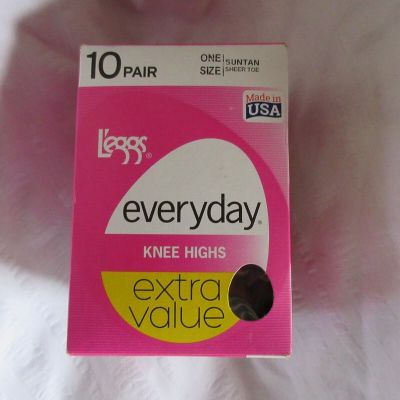 10 PAIR
ONE SIZE
SUNTAN
SHEER TOE
Made in
USA
L'eggs®
everyday®
KNEE HIGHS
extra
value